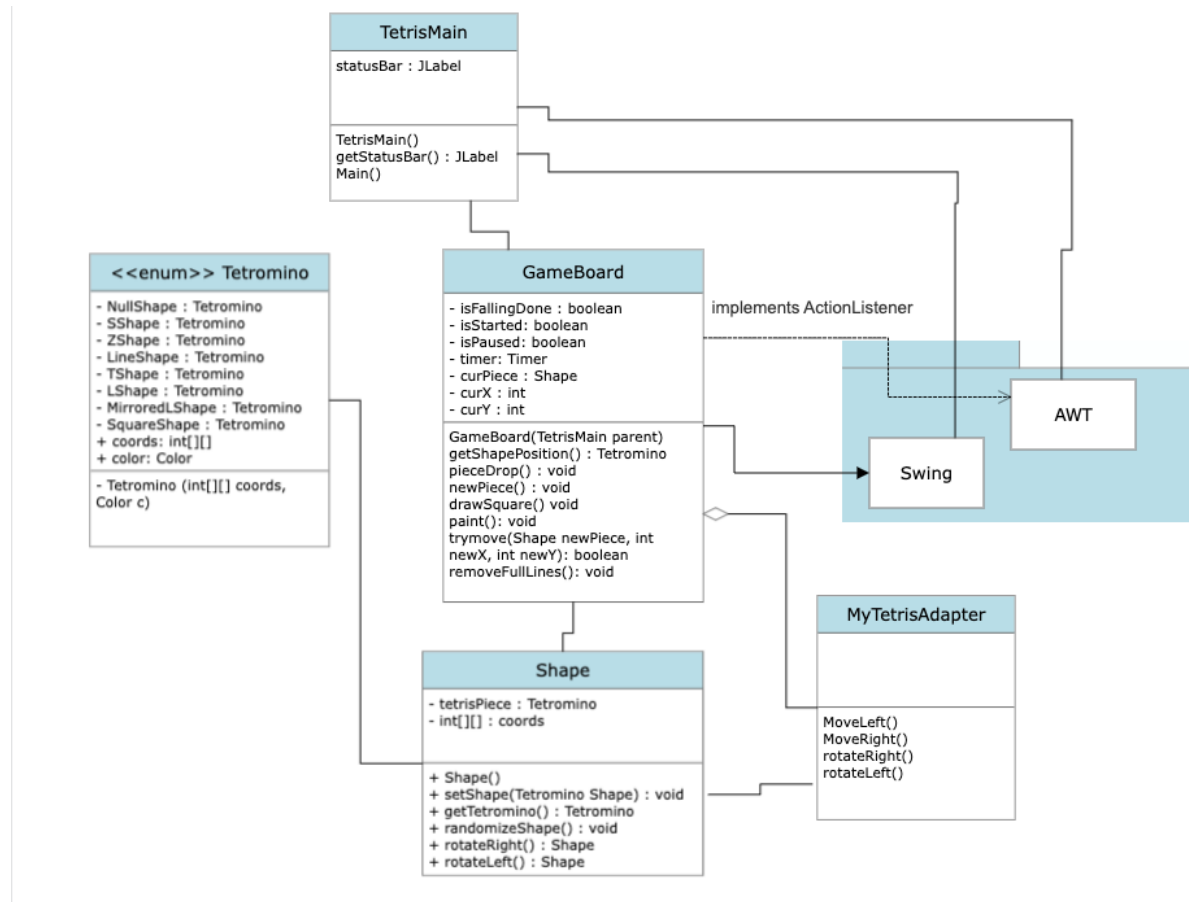 TetrisMain
statusBar : JLabel
TetrisMain()
getStatusBar() : JLabel
Main()
<<enum>> Tetromino
- NullShape : Tetromino
- SShape : Tetromino
- ZShape : Tetromino
- LineShape : Tetromino
- TShape : Tetromino
- LShape : Tetromino
- MirroredLShape : Tetromino
- SquareShape : Tetromino
+ coords: int[][]
+ color: Color
- Tetromino (int[][] coords,
Color c)
GameBoard
- isFallingDone : boolean
- isStarted: boolean
- isPaused: boolean
- timer: Timer
- curPiece : Shape
- curX : int
- curY : int
GameBoard(TetrisMain parent)
getShapePosition() : Tetromino
pieceDrop() : void
newPiece() : void
drawSquare() void
paint(): void
trymove(Shape newPiece, int
newX, int newY): boolean
removeFullLines(): void
implements ActionListener
AWT
Swing
MyTetrisAdapter
MoveLeft()
MoveRight()
rotateRight()
rotateLeft()
Shape
- tetrisPiece : Tetromino
- int[][] : coords
+ Shape()
+ setShape(Tetromino Shape) : void
+ getTetromino() : Tetromino
+ randomizeShape() : void
+ rotateRight() : Shape
+ rotateLeft() : Shape